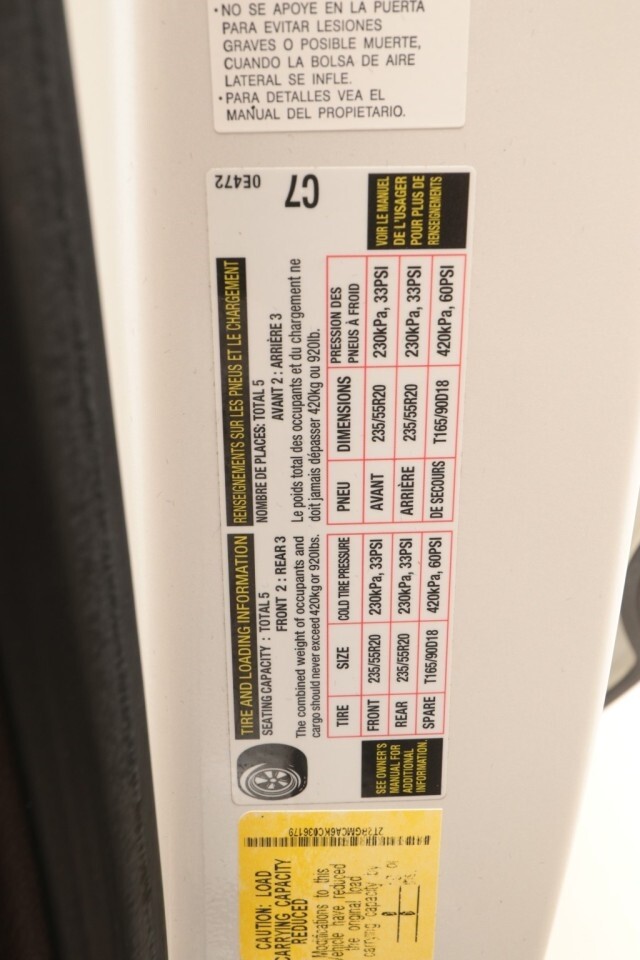 •NO SE APOYE EN LA PUERTA
PARA EVITAR LESIONES
GRAVES O POSIBLE MUERTE,
CUANDO LA BOLSA DE AIRE
LATERAL SE INFLE.
•PARA DETALLES VEA EL
MANUAL DEL PROPIETARIO.
0E472
C7
TIRE AND LOADING INFORMATION
SEATING CAPACITY : TOTAL 5
FRONT 2 : REAR 3
The combined weight of occupants and
cargo should never exceed 420kg or 920lbs.
TIRE SIZE COLD TIRE PRESSURE
FRONT 235/55R20 230kPa, 33PSI
REAR 235/55R20 230kPa, 33PSI
SPARE T165/90D18 420kPa, 60PSI
SEE OWNER'S
MANUAL FOR
ADDITIONAL
INFORMATION.
RENSEIGNEMENTS SUR LES PNEUS ET LE CHARGEMENT
NOMBRE DE PLACES: TOTAL 5
AVANT 2 : ARRIÈRE 3
Le poids total des occupants et du chargement ne
doit jamais dépasser 420kg ou 920lb.
PNEU DIMENSIONS PRESSION DES
PNEUS À FROID
AVANT 235/55R20 230kPa, 33PSI
ARRIÈRE 235/55R20 230kPa, 33PSI
DE SECOURS T165/90D18 420kPa, 60PSI
VOIR LE MANUEL
DE L'USAGER
POUR PLUS DE
RENSEIGNEMENTS
CAUTION: LOAD
CARRYING CAPACITY
REDUCED
Modifications to this
vehicle have reduced
the original load
carrying capacity by